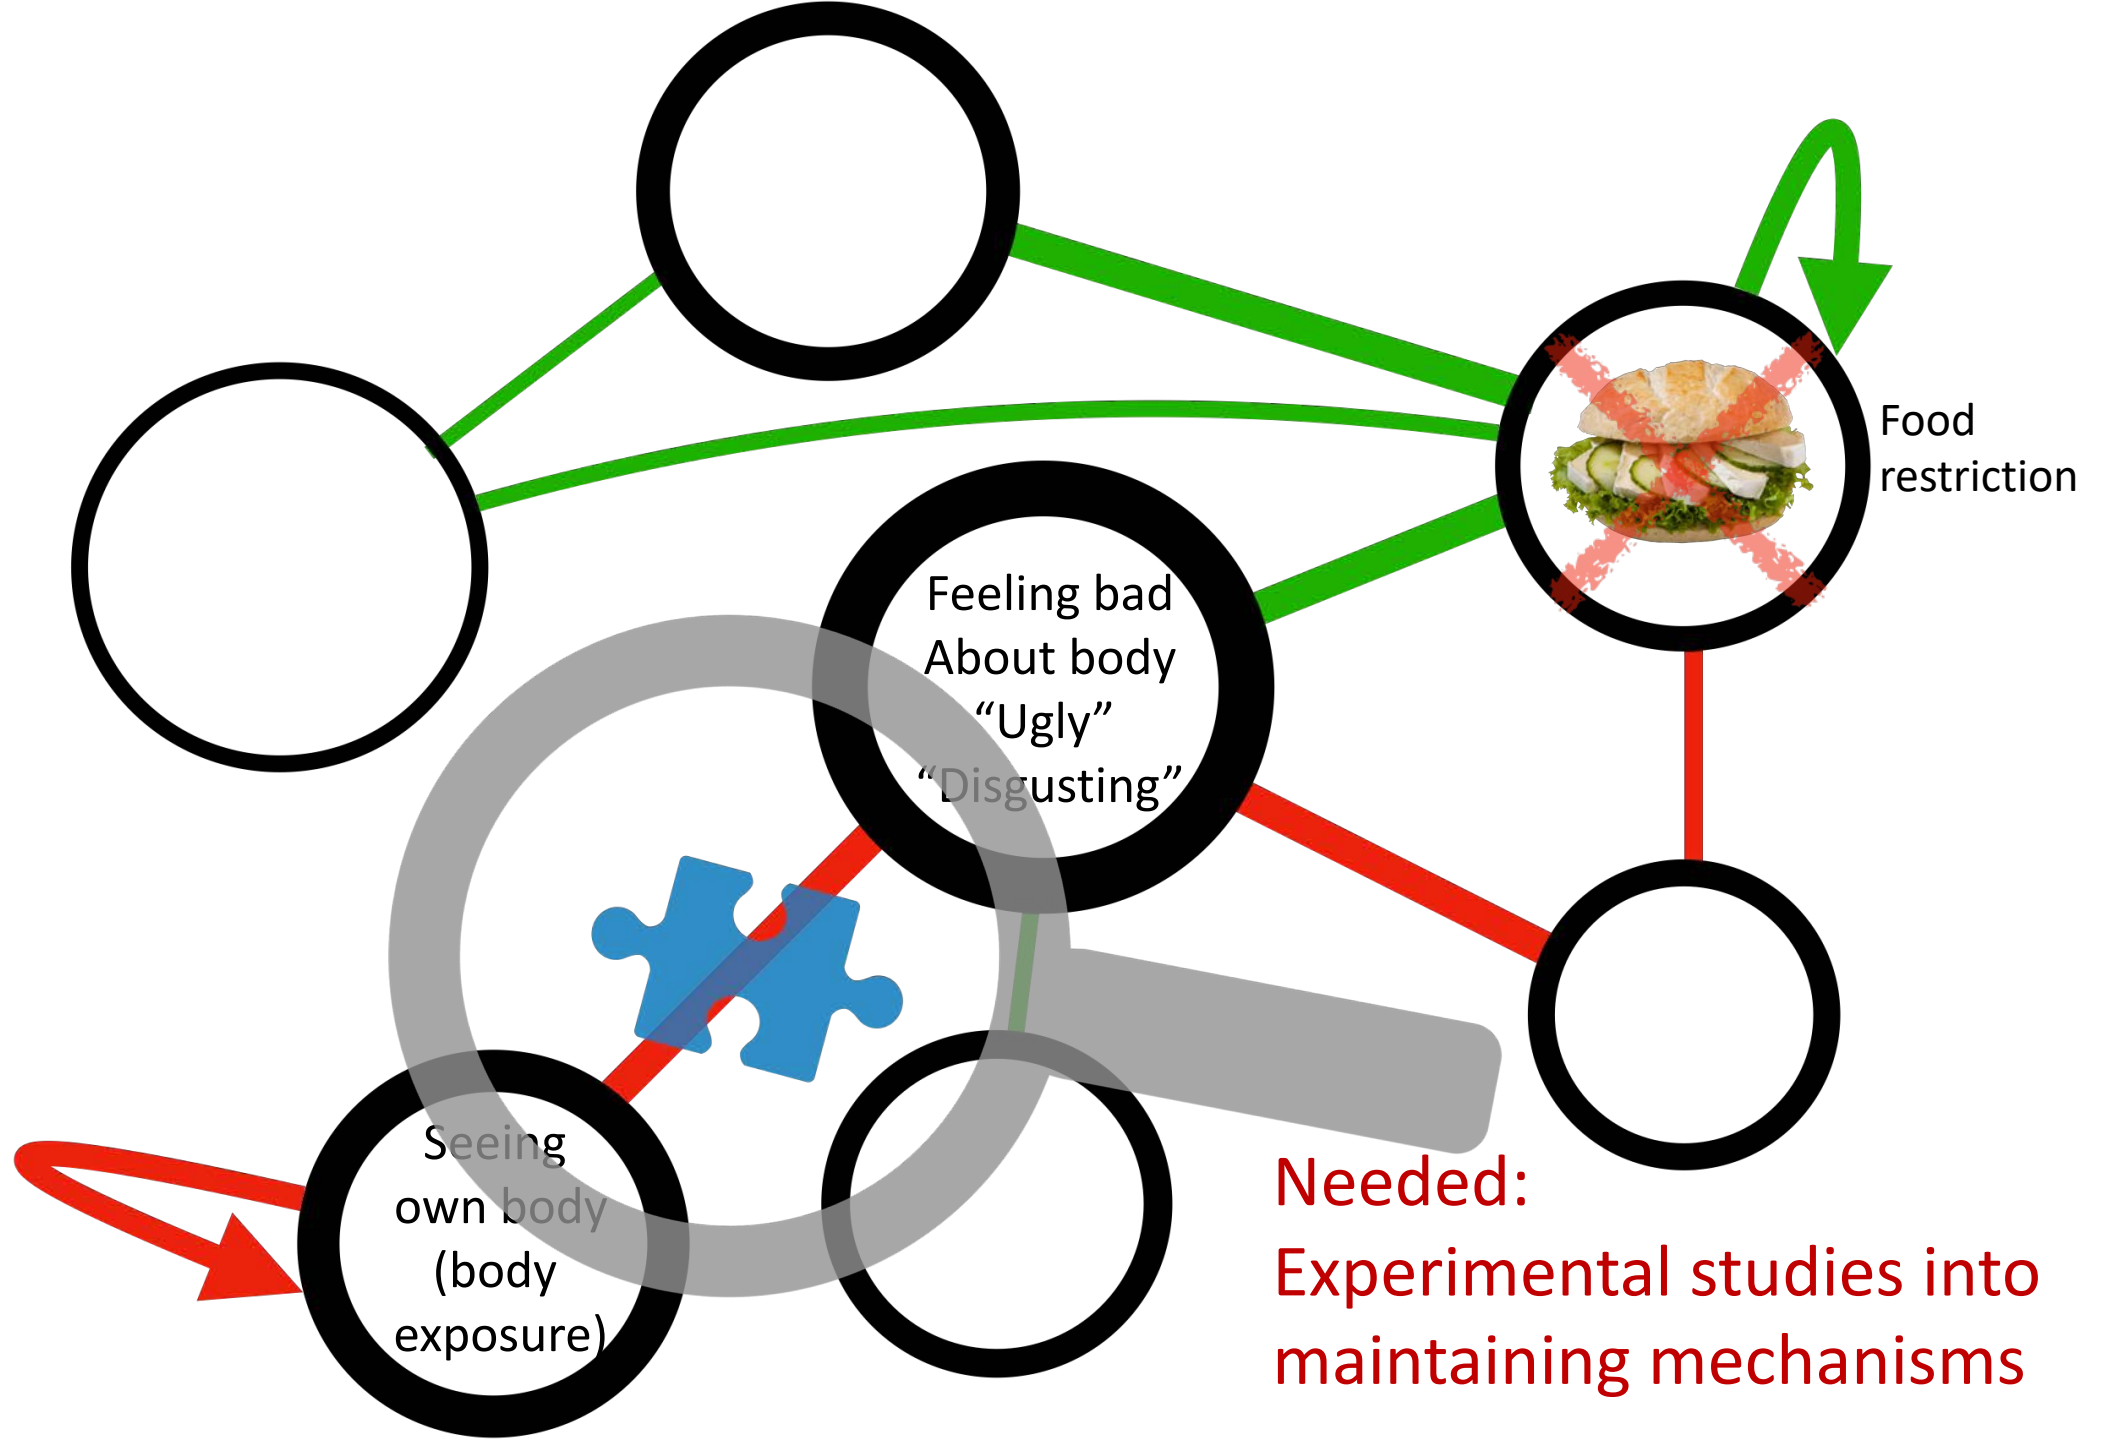 Food
restriction
Feeling bad
About body
“Ugly”
“Disgusting”
Seeing
own body
(body
exposure)
Needed:
Experimental studies into
maintaining mechanisms